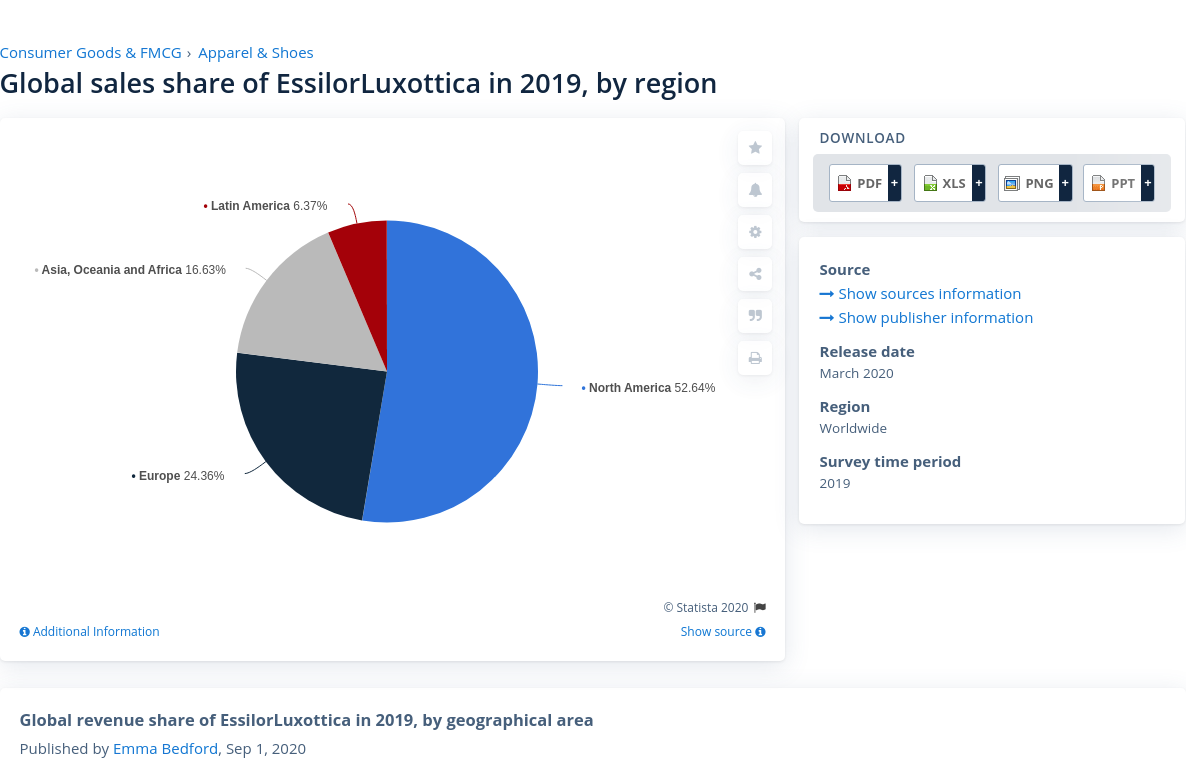 Consumer Goods & FMCG › Apparel & Shoes
Global sales share of EssilorLuxottica in 2019, by region
DOWNLOAD
PDF + XLS + PNG + PPT +
• Latin America 6.37%
• Asia, Oceania and Africa 16.63%
• North America 52.64%
• Europe 24.36%
© Statista 2020
Additional Information
Show source
Source
Show sources information
Show publisher information
Release date
March 2020
Region
Worldwide
Survey time period
2019
Global revenue share of EssilorLuxottica in 2019, by geographical area
Published by Emma Bedford, Sep 1, 2020